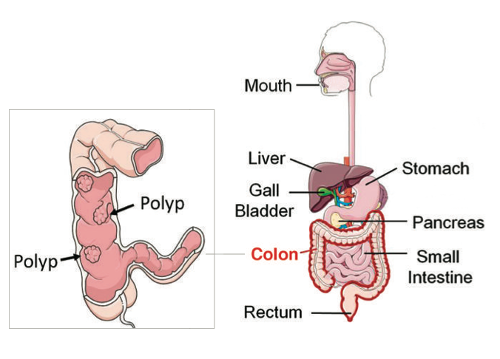 Mouth
Liver
Stomach
Gall
Bladder
Polyp
Pancreas
Polyp
Colon
Small
Intestine
Rectum